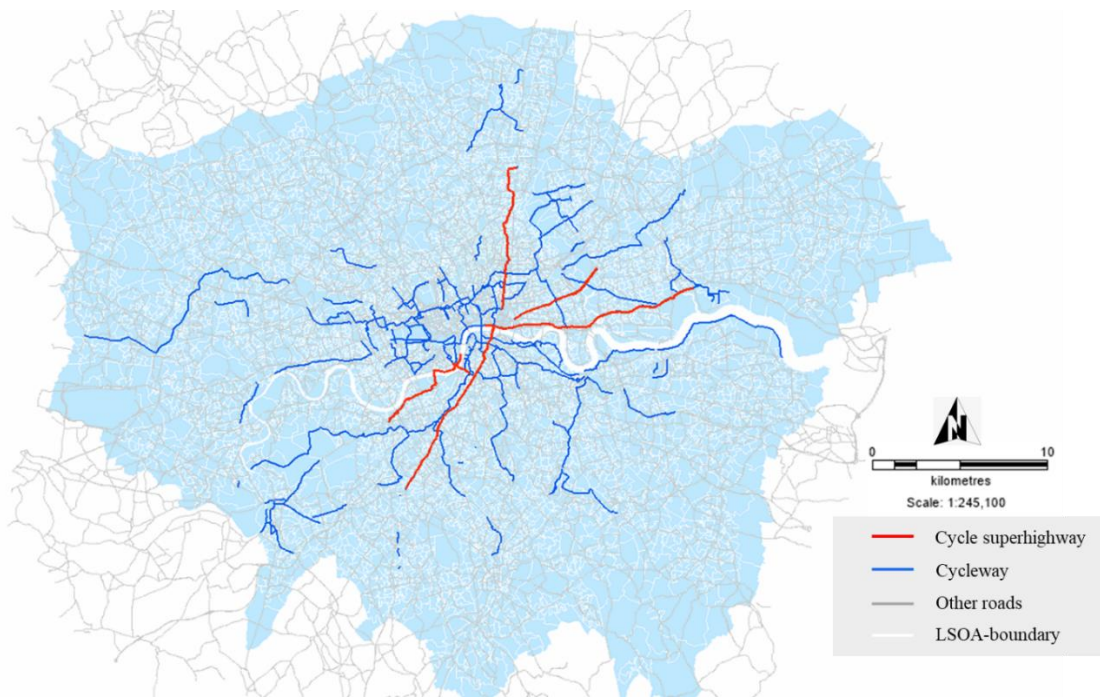 N
0 10
kilometres
Scale: 1:245,100
Cycle superhighway
Cycleway
Other roads
LSOA-boundary